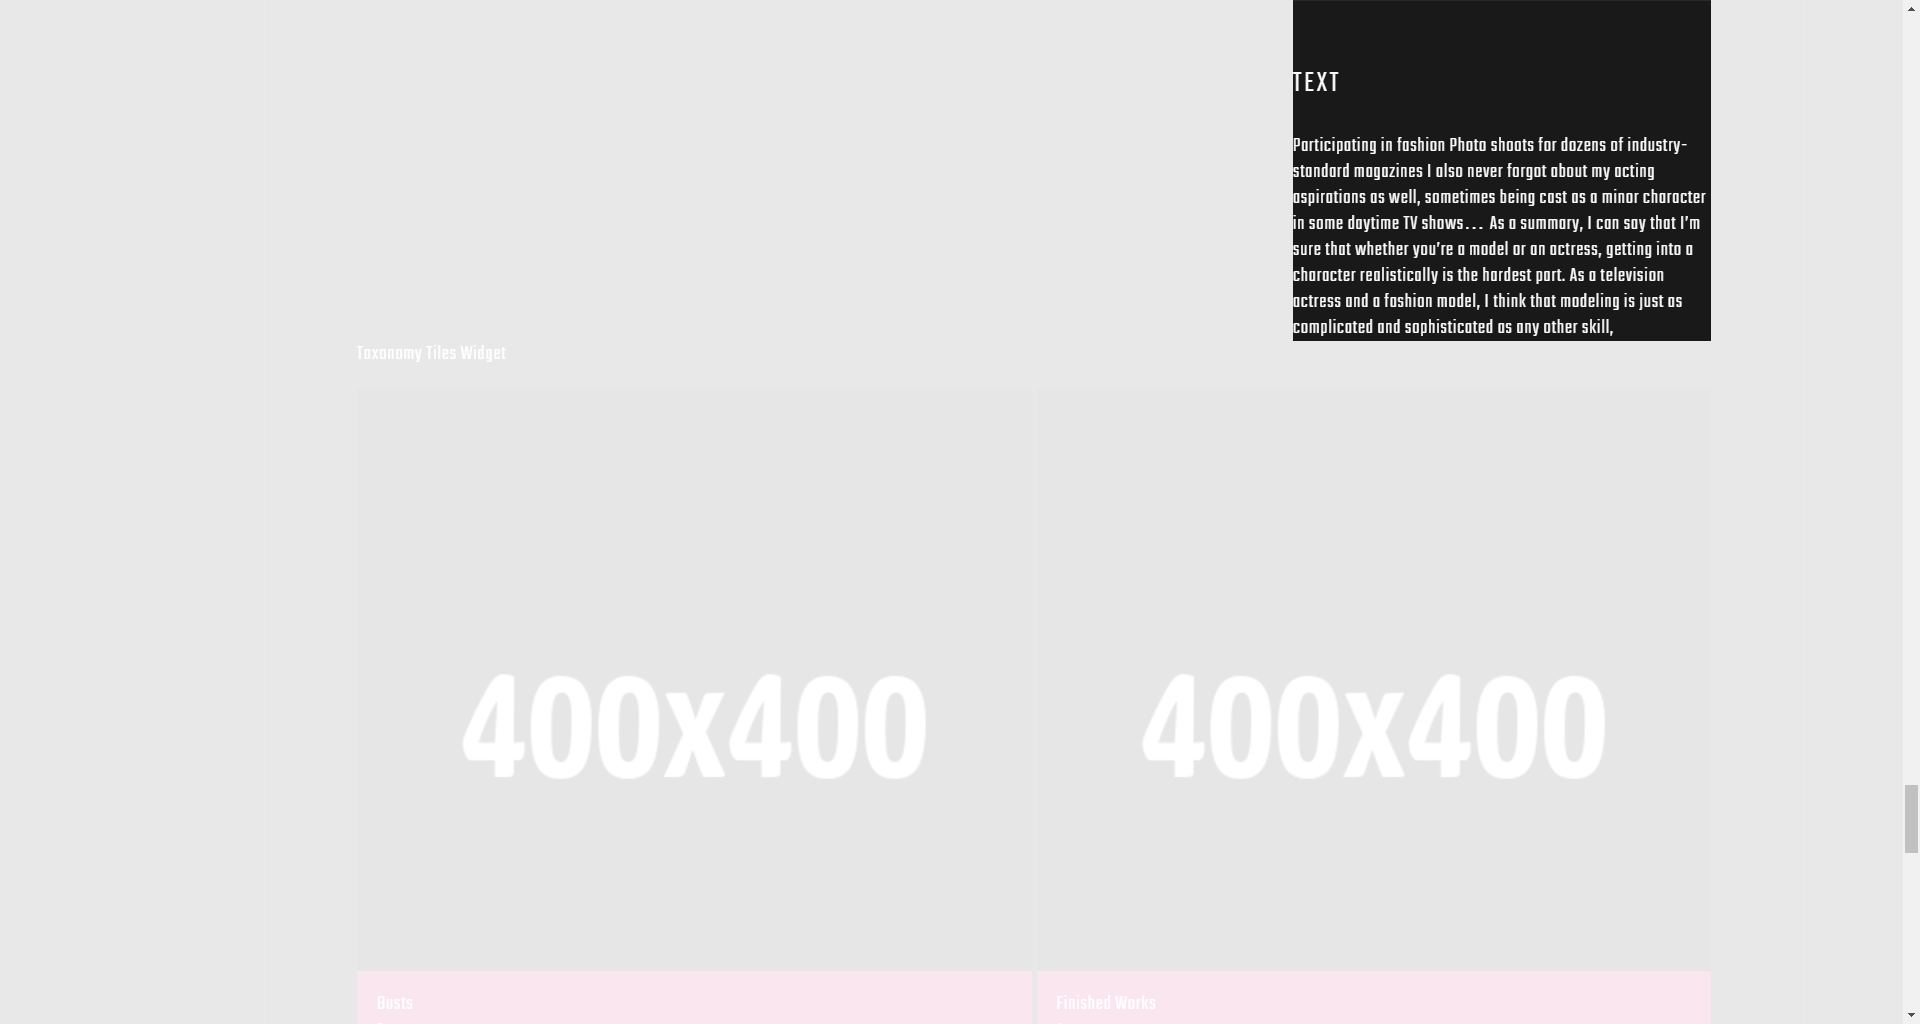 TEXT
Participating in fashion Photo shoots for dozens of industry-
standard magazines I also never forgot about my acting
aspirations as well, sometimes being cast as a minor character
in some daytime TV shows… As a summary, I can say that I’m
sure that whether you’re a model or an actress, getting into a
character realistically is the hardest part. As a television
actress and a fashion model, I think that modeling is just as
complicated and sophisticated as any other skill,
Taxonomy Tiles Widget
400x400
400x400
Busts
Finished Works